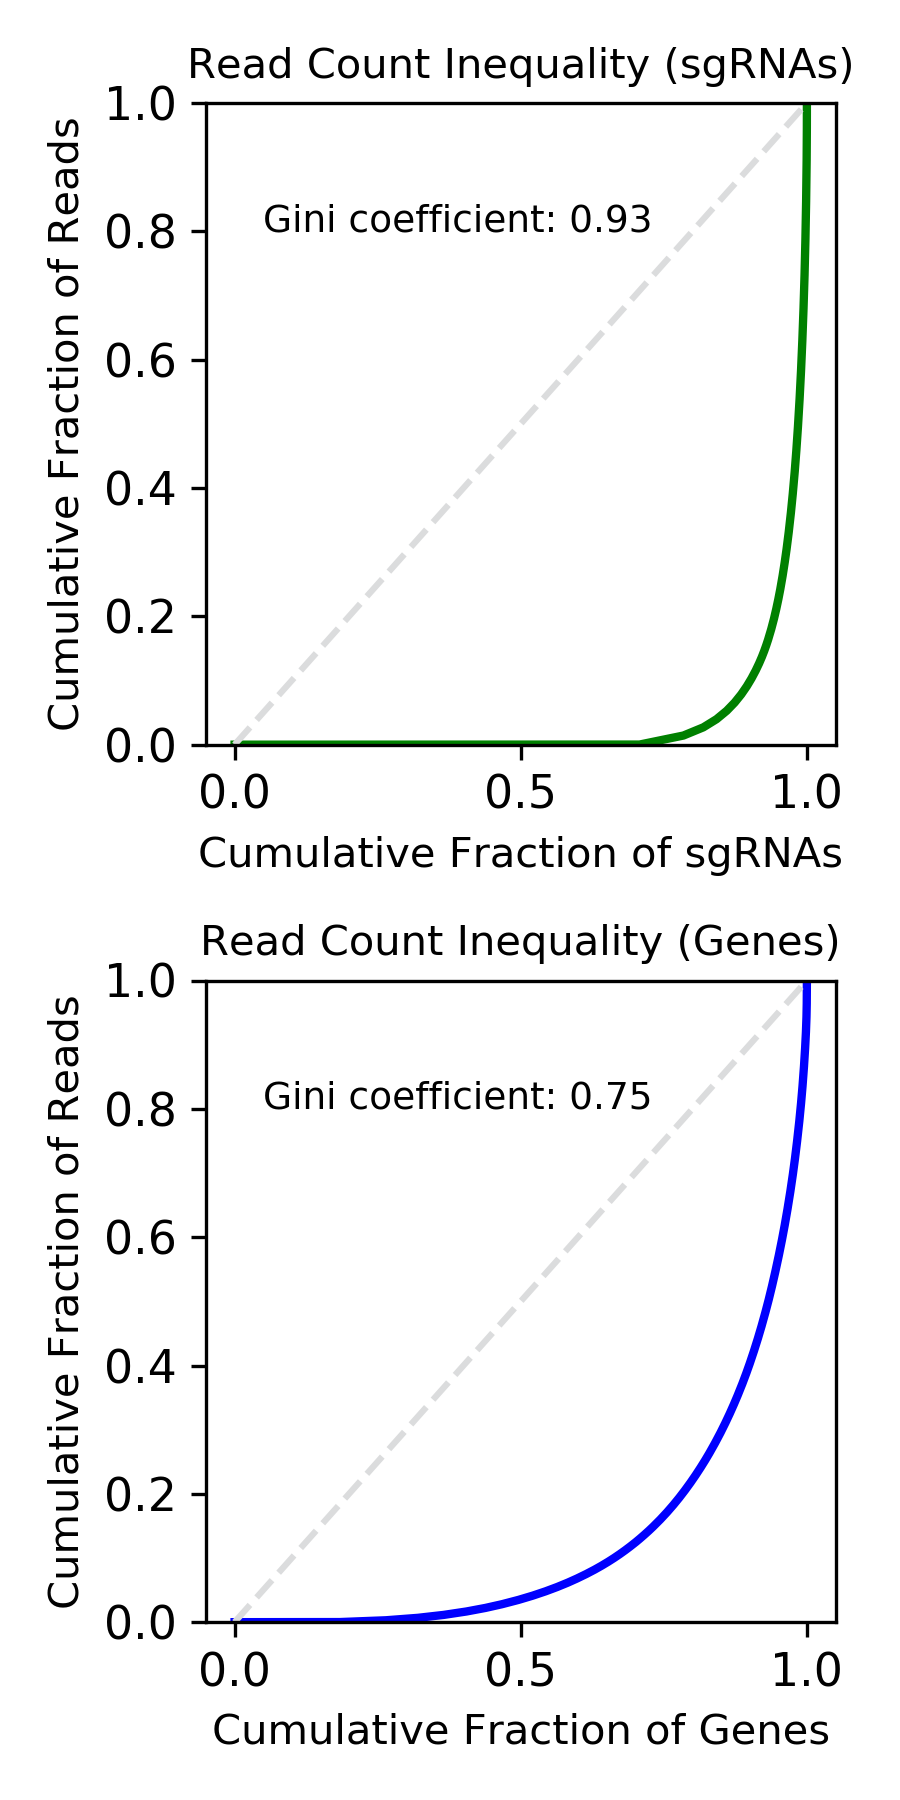 Read Count Inequality (sgRNAs)
Cumulative Fraction of Reads
1.0
0.8
0.6
0.4
0.2
0.0
Gini coefficient: 0.93
0.0 0.5 1.0
Cumulative Fraction of sgRNAs
Read Count Inequality (Genes)
Cumulative Fraction of Reads
1.0
0.8
0.6
0.4
0.2
0.0
Gini coefficient: 0.75
0.0 0.5 1.0
Cumulative Fraction of Genes